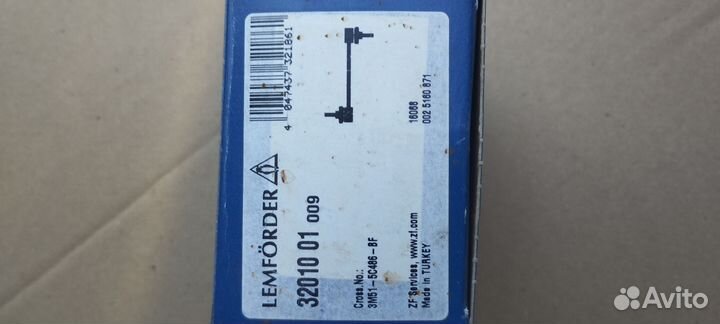 LEMFÖRDER
32010 01 009
Cross.No.:
3M51-5C486-BF
ZF Services, www.zf.com
Made in TURKEY
16068
002 5160 871
4 047437 321861
Avito